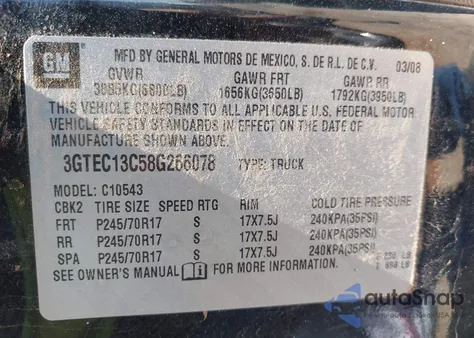 GM
MFD BY GENERAL MOTORS DE MEXICO, S. DE R.L. DE C.V. 03/08
GVWR GAWR FRT GAWR RR
3085KG(6800LB) 1656KG(3650LB) 1792KG(3950LB)
THIS VEHICLE CONFORMS TO ALL APPLICABLE U.S. FEDERAL MOTOR
VEHICLE SAFETY STANDARDS IN EFFECT ON THE DATE OF
MANUFACTURE SHOWN ABOVE.
3GTEC13C58G266078 TYPE: TRUCK
MODEL: C10543
CBK2 TIRE SIZE SPEED RTG RIM COLD TIRE PRESSURE
FRT P245/70R17 S 17X7.5J 240KPA(35PSI)
RR P245/70R17 S 17X7.5J 240KPA(35PSI)
SPA P245/70R17 S 17X7.5J 240KPA(35PSI)
SEE OWNER'S MANUAL FOR MORE INFORMATION.
autoSnap